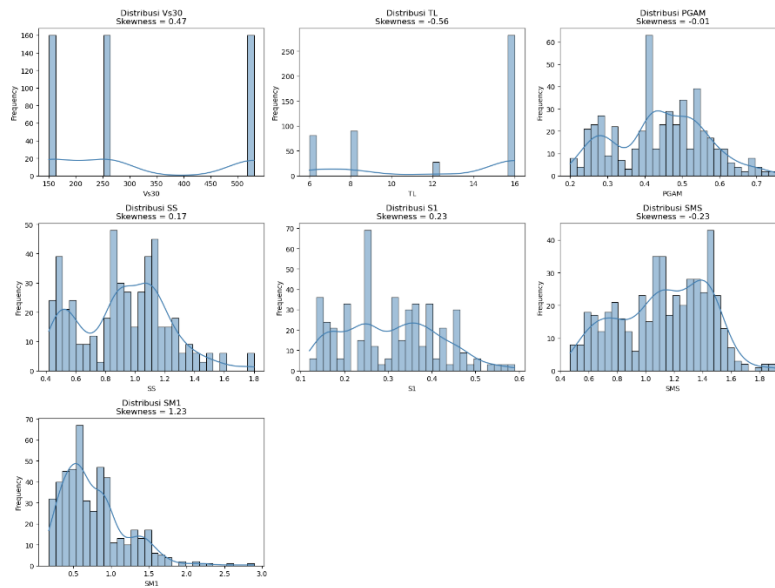 Distribusi Vs30
Skewness = 0.47
Frequency
160
140
120
100
80
60
40
20
0
150 200 250 300 350 400 450 500
Vs30
Distribusi TL
Skewness = -0.56
Frequency
250
200
150
100
50
0
6 8 10 12 14 16
TL
Distribusi PGAM
Skewness = -0.01
Frequency
60
50
40
30
20
10
0
0.2 0.3 0.4 0.5 0.6 0.7
PGAM
Distribusi SS
Skewness = 0.17
Frequency
50
40
30
20
10
0
0.4 0.6 0.8 1.0 1.2 1.4 1.6 1.8
SS
Distribusi S1
Skewness = 0.23
Frequency
70
60
50
40
30
20
10
0
0.1 0.2 0.3 0.4 0.5 0.6
S1
Distribusi SMS
Skewness = -0.23
Frequency
40
30
20
10
0
0.6 0.8 1.0 1.2 1.4 1.6 1.8
SMS
Distribusi SM1
Skewness = 1.23
Frequency
70
60
50
40
30
20
10
0
0.5 1.0 1.5 2.0 2.5 3.0
SM1